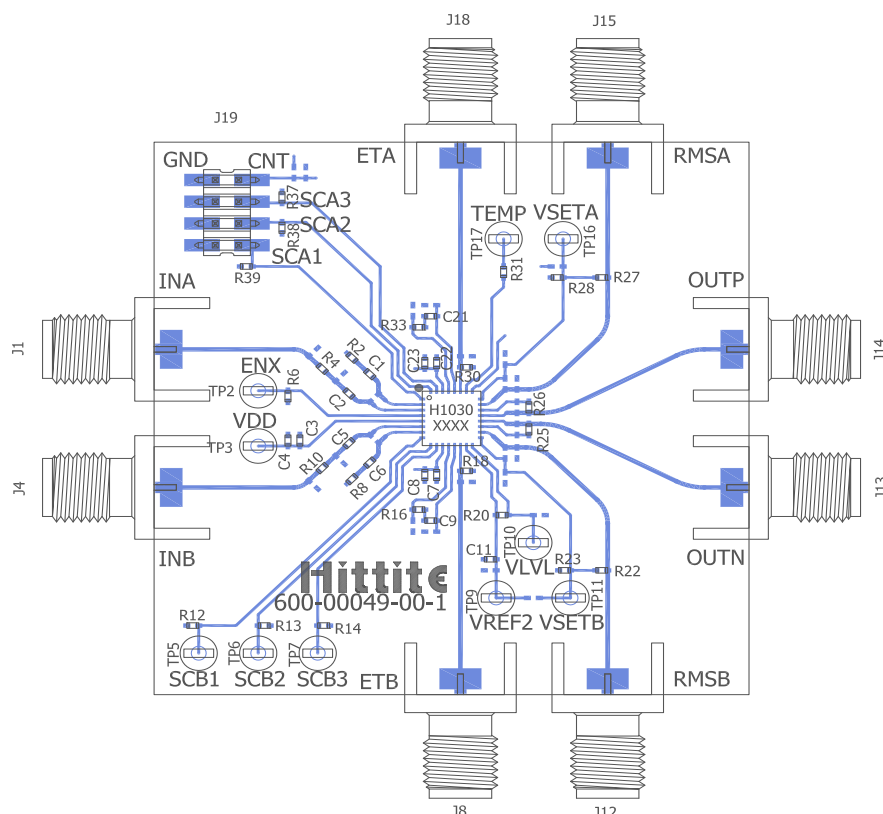 J18
J15
J19
GND
CNT
ETA
RMSA
R37
SCA3
SCA2
R38
SCA1
R39
TEMP
VSETA
TP17
TP16
R31
R28
R27
INA
OUTP
J1
J14
R33
C21
R2
C1
R4
C2
C23
C22
R30
ENX
R6
TP2
VDD
TP3
C4
C3
H1030
XXXX
R26
R25
C5
R10
R8
C6
C8
C7
R18
R16
C9
R20
J4
J13
INB
OUTN
TP10
VLVL
C11
R23
R22
Hittite
600-00049-00-1
TP9
VREF2
VSETB
TP11
R12
R13
R14
TP5
TP6
TP7
SCB1
SCB2
SCB3
ETB
RMSB
J8
J12